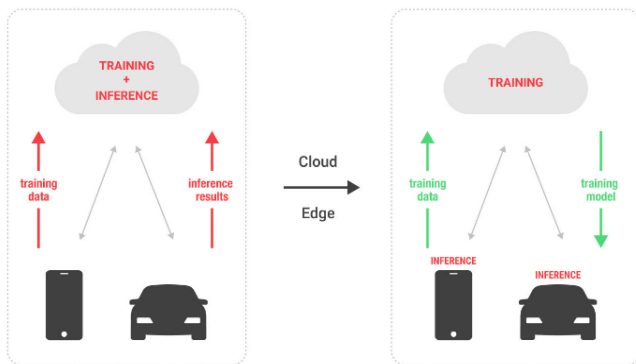 TRAINING
+
INFERENCE
training
data
inference
results
Cloud
Edge
TRAINING
training
data
training
model
INFERENCE
INFERENCE